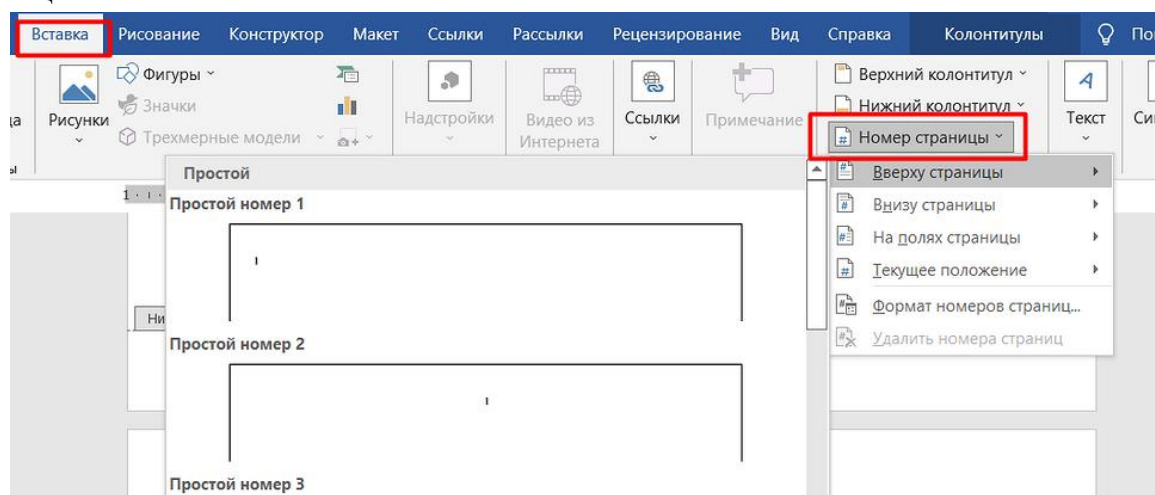 Вставка Рисование Конструктор Макет Ссылки Рассылки Рецензирование Вид Справка Колонтитулы
Рисунки
Фигуры
Значки
Трехмерные модели
Надстройки
Видео из
Интернета
Ссылки
Примечание
Верхний колонтитул
Нижний колонтитул
Номер страницы
Текст
Простой
Простой номер 1
Простой номер 2
Простой номер 3
Вверху страницы
Внизу страницы
На полях страницы
Текущее положение
Формат номеров страниц...
Удалить номера страниц